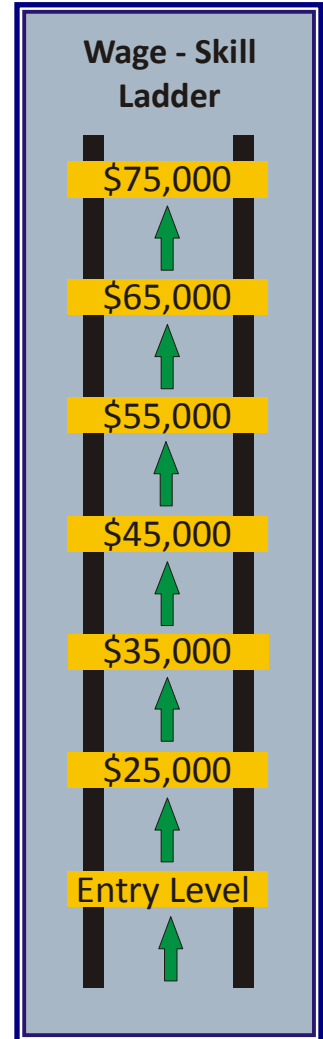 Wage - Skill
Ladder
$75,000
$65,000
$55,000
$45,000
$35,000
$25,000
Entry Level